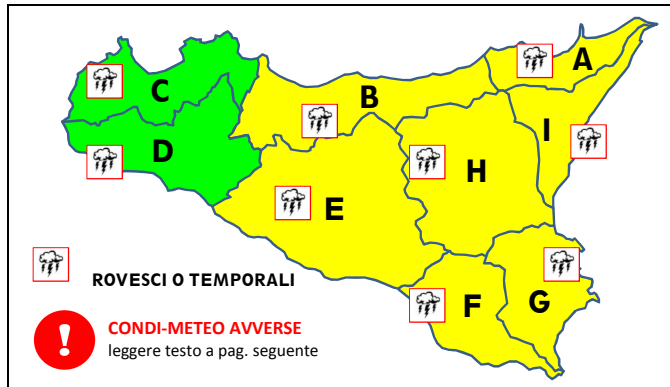 A
B
C
I
D
H
E
F
G
ROVESCI O TEMPORALI
! CONDI-METEO AVVERSE
leggere testo a pag. seguente